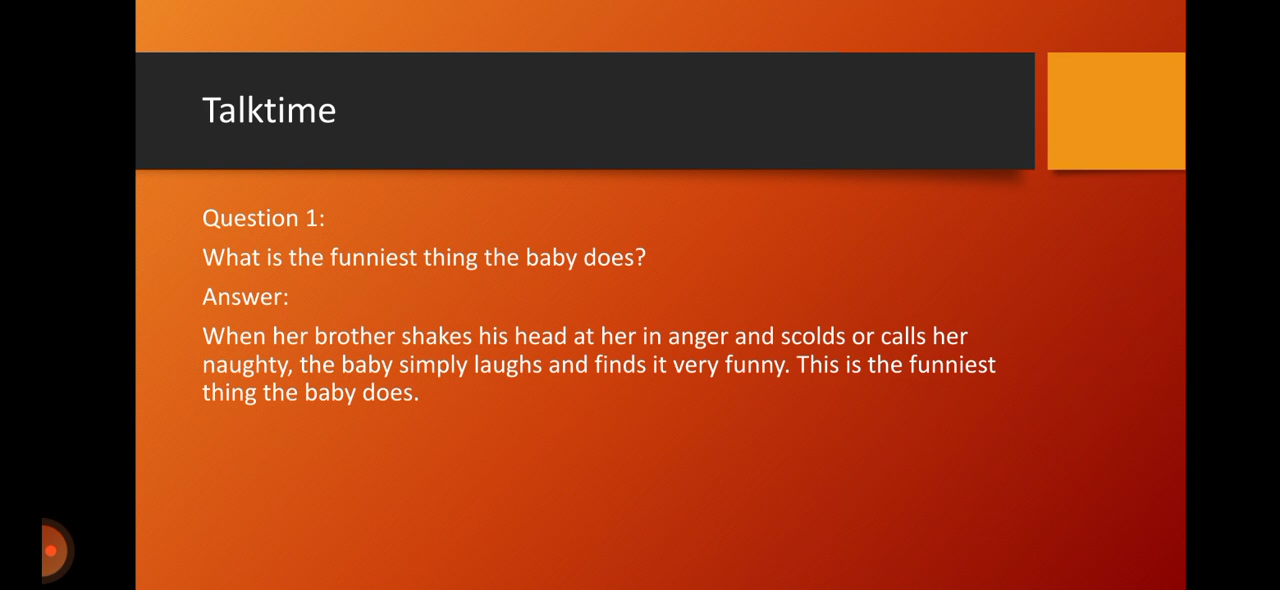 Talktime
Question 1:
What is the funniest thing the baby does?
Answer:
When her brother shakes his head at her in anger and scolds or calls her
naughty, the baby simply laughs and finds it very funny. This is the funniest
thing the baby does.